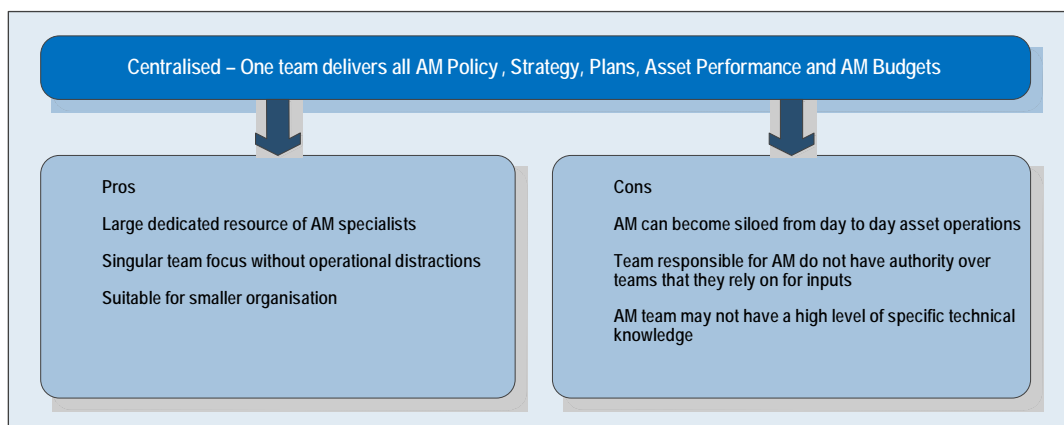 Centralised – One team delivers all AM Policy , Strategy, Plans, Asset Performance and AM Budgets
Pros
Large dedicated resource of AM specialists
Singular team focus without operational distractions
Suitable for smaller organisation
Cons
AM can become siloed from day to day asset operations
Team responsible for AM do not have authority over
teams that they rely on for inputs
AM team may not have a high level of specific technical
knowledge